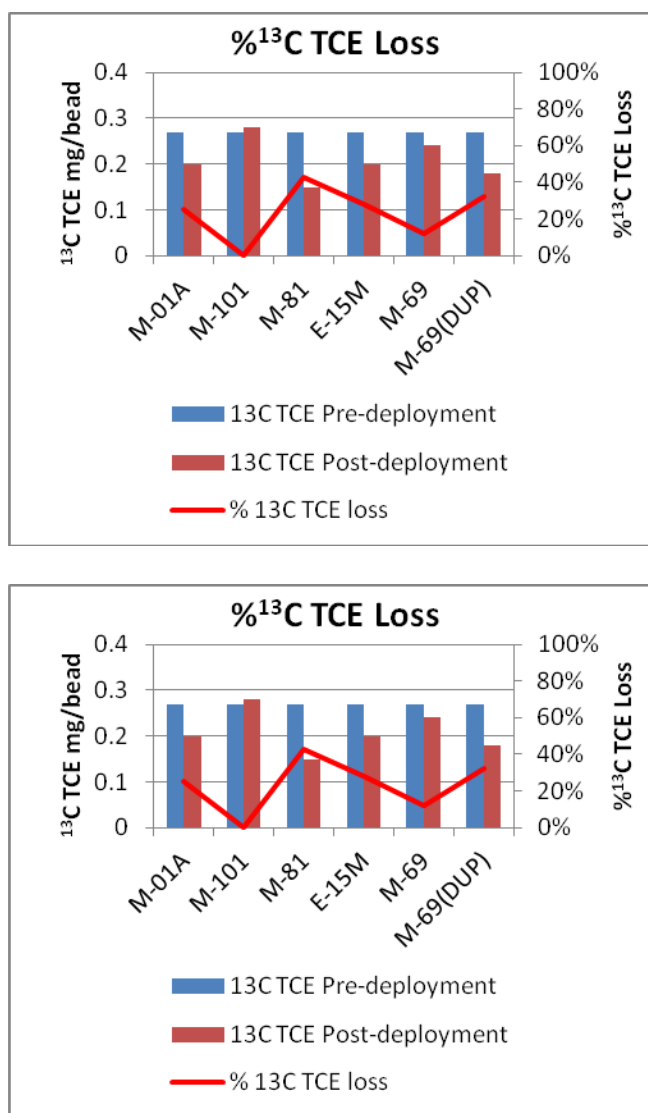 %¹³C TCE Loss
¹³C TCE mg/bead
0.4
0.3
0.2
0.1
0
100%
80%
60%
40%
20%
0%
%¹³C TCE Loss
M-01A
M-101
M-81
E-15M
M-69
M-69(DUP)
13C TCE Pre-deployment
13C TCE Post-deployment
% 13C TCE loss
%¹³C TCE Loss
¹³C TCE mg/bead
0.4
0.3
0.2
0.1
0
100%
80%
60%
40%
20%
0%
%¹³C TCE Loss
M-01A
M-101
M-81
E-15M
M-69
M-69(DUP)
13C TCE Pre-deployment
13C TCE Post-deployment
% 13C TCE loss